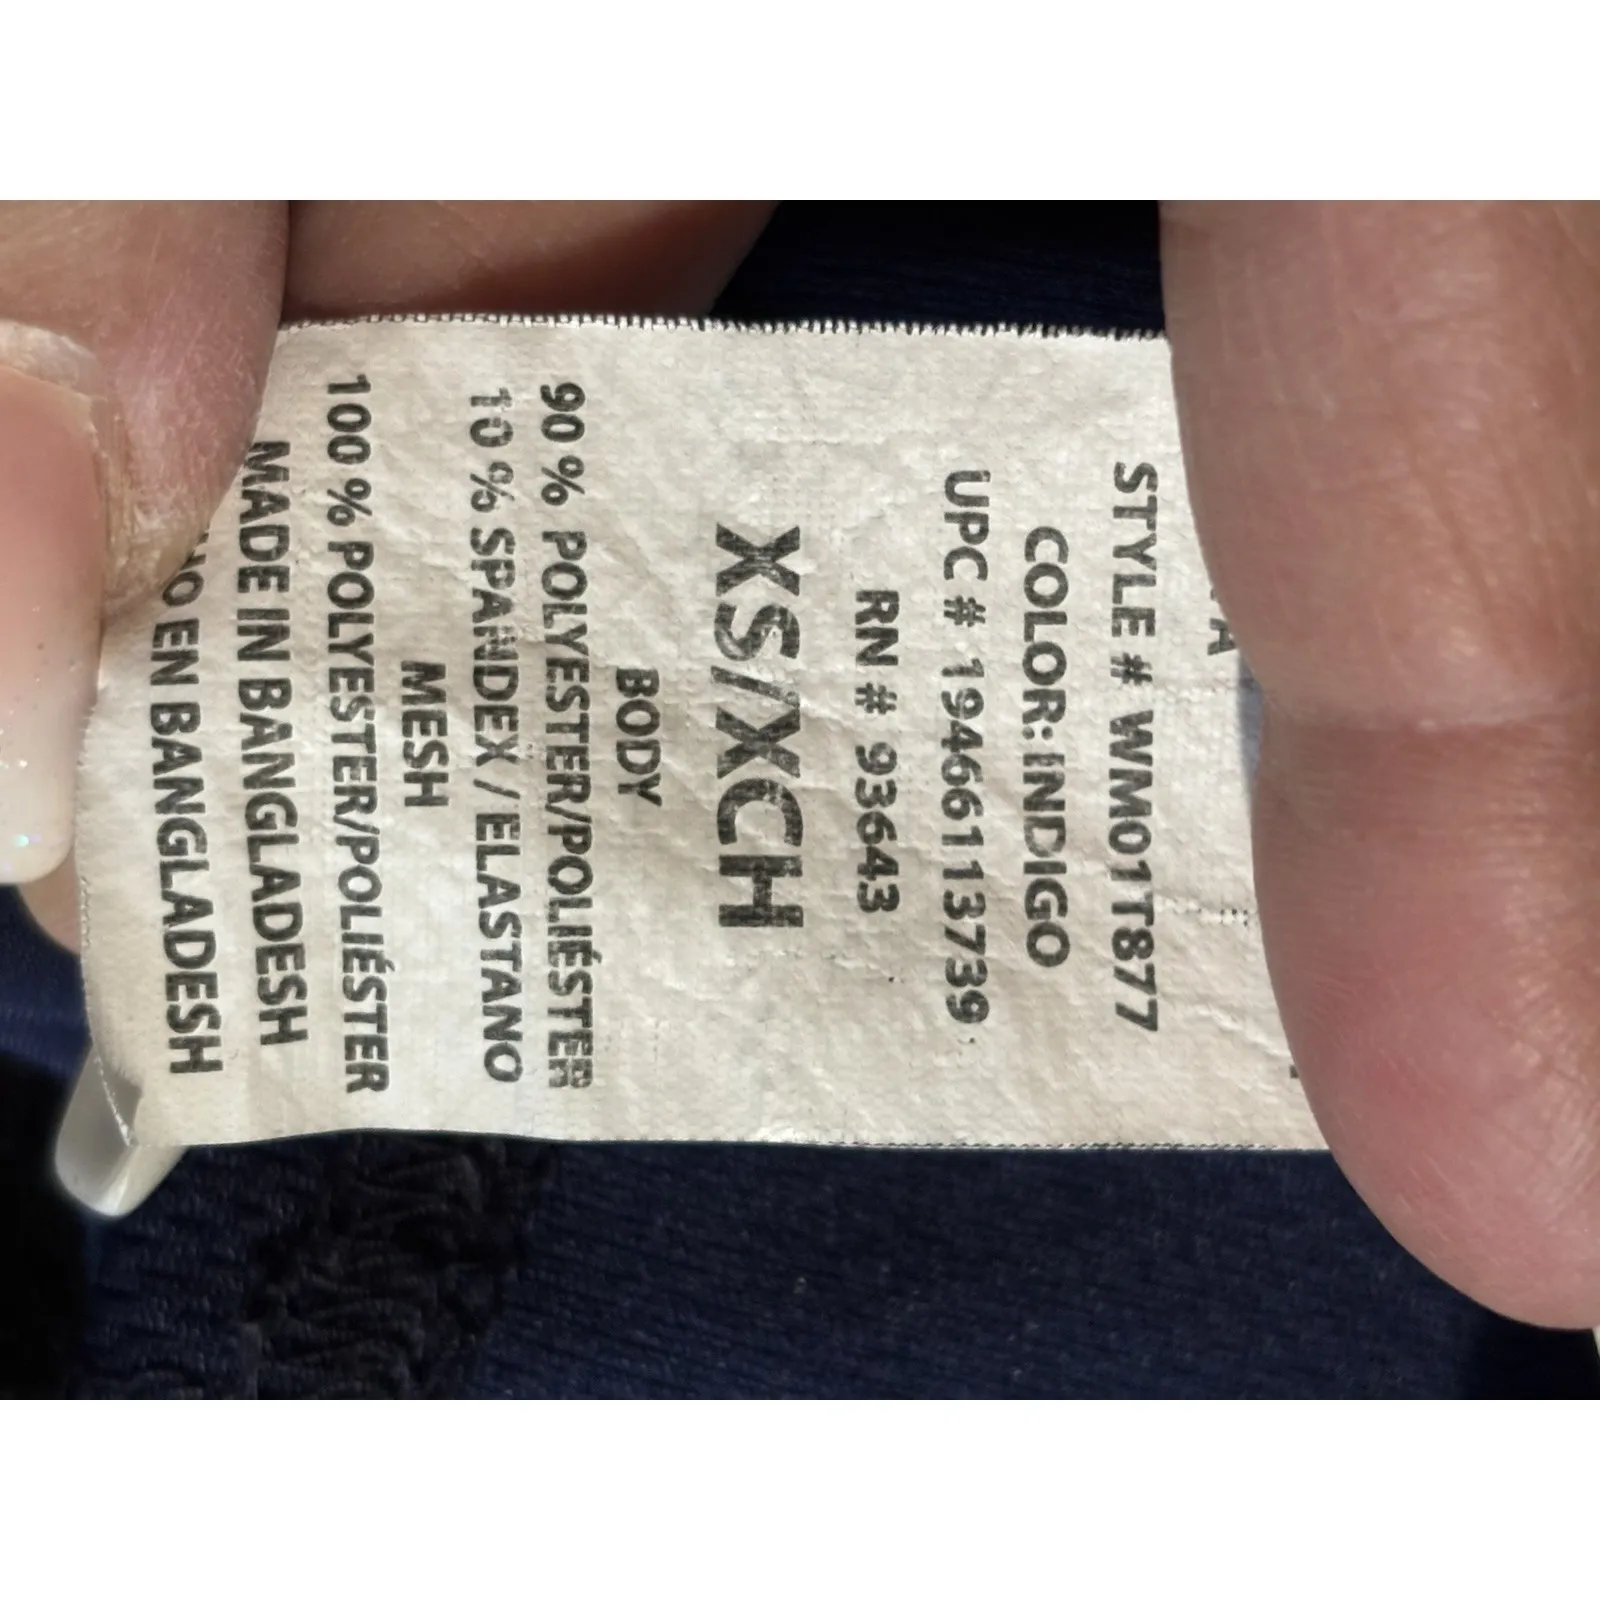 STYLE # WM01T877
COLOR: INDIGO
UPC # 19466113739
RN # 93643
XS/XCH
BODY
90 % POLYESTER/POLIÉSTER
10 % SPANDEX / ELASTANO
MESH
100 % POLYESTER/POLIÉSTER
MADE IN BANGLADESH
EN BANGLADESH